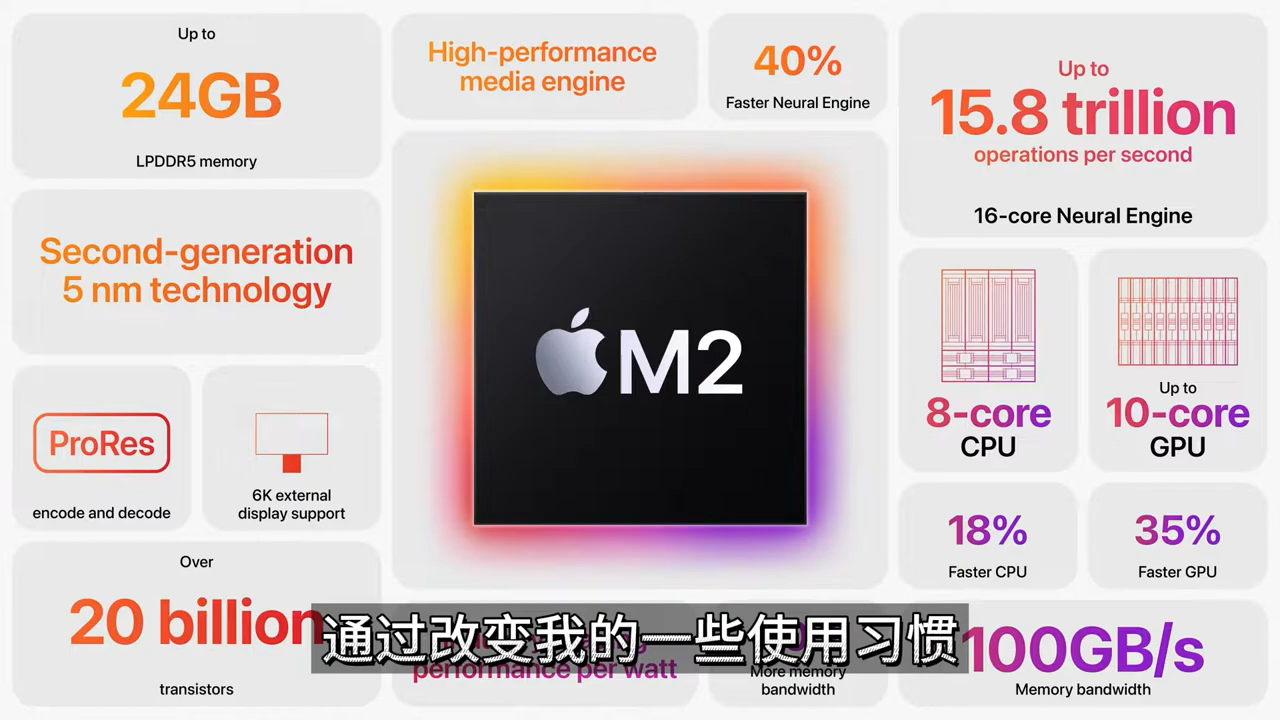 Up to
24GB
LPDDR5 memory
High-performance
media engine
40%
Faster Neural Engine
Up to
15.8 trillion
operations per second
16-core Neural Engine
Second-generation
5 nm technology
M2
8-core
CPU
Up to
10-core
GPU
ProRes
encode and decode
6K external
display support
18%
Faster CPU
35%
Faster GPU
Over
20 billion
transistors
performance per watt
More memory
bandwidth
100GB/s
Memory bandwidth
通过改变我的一些使用习惯